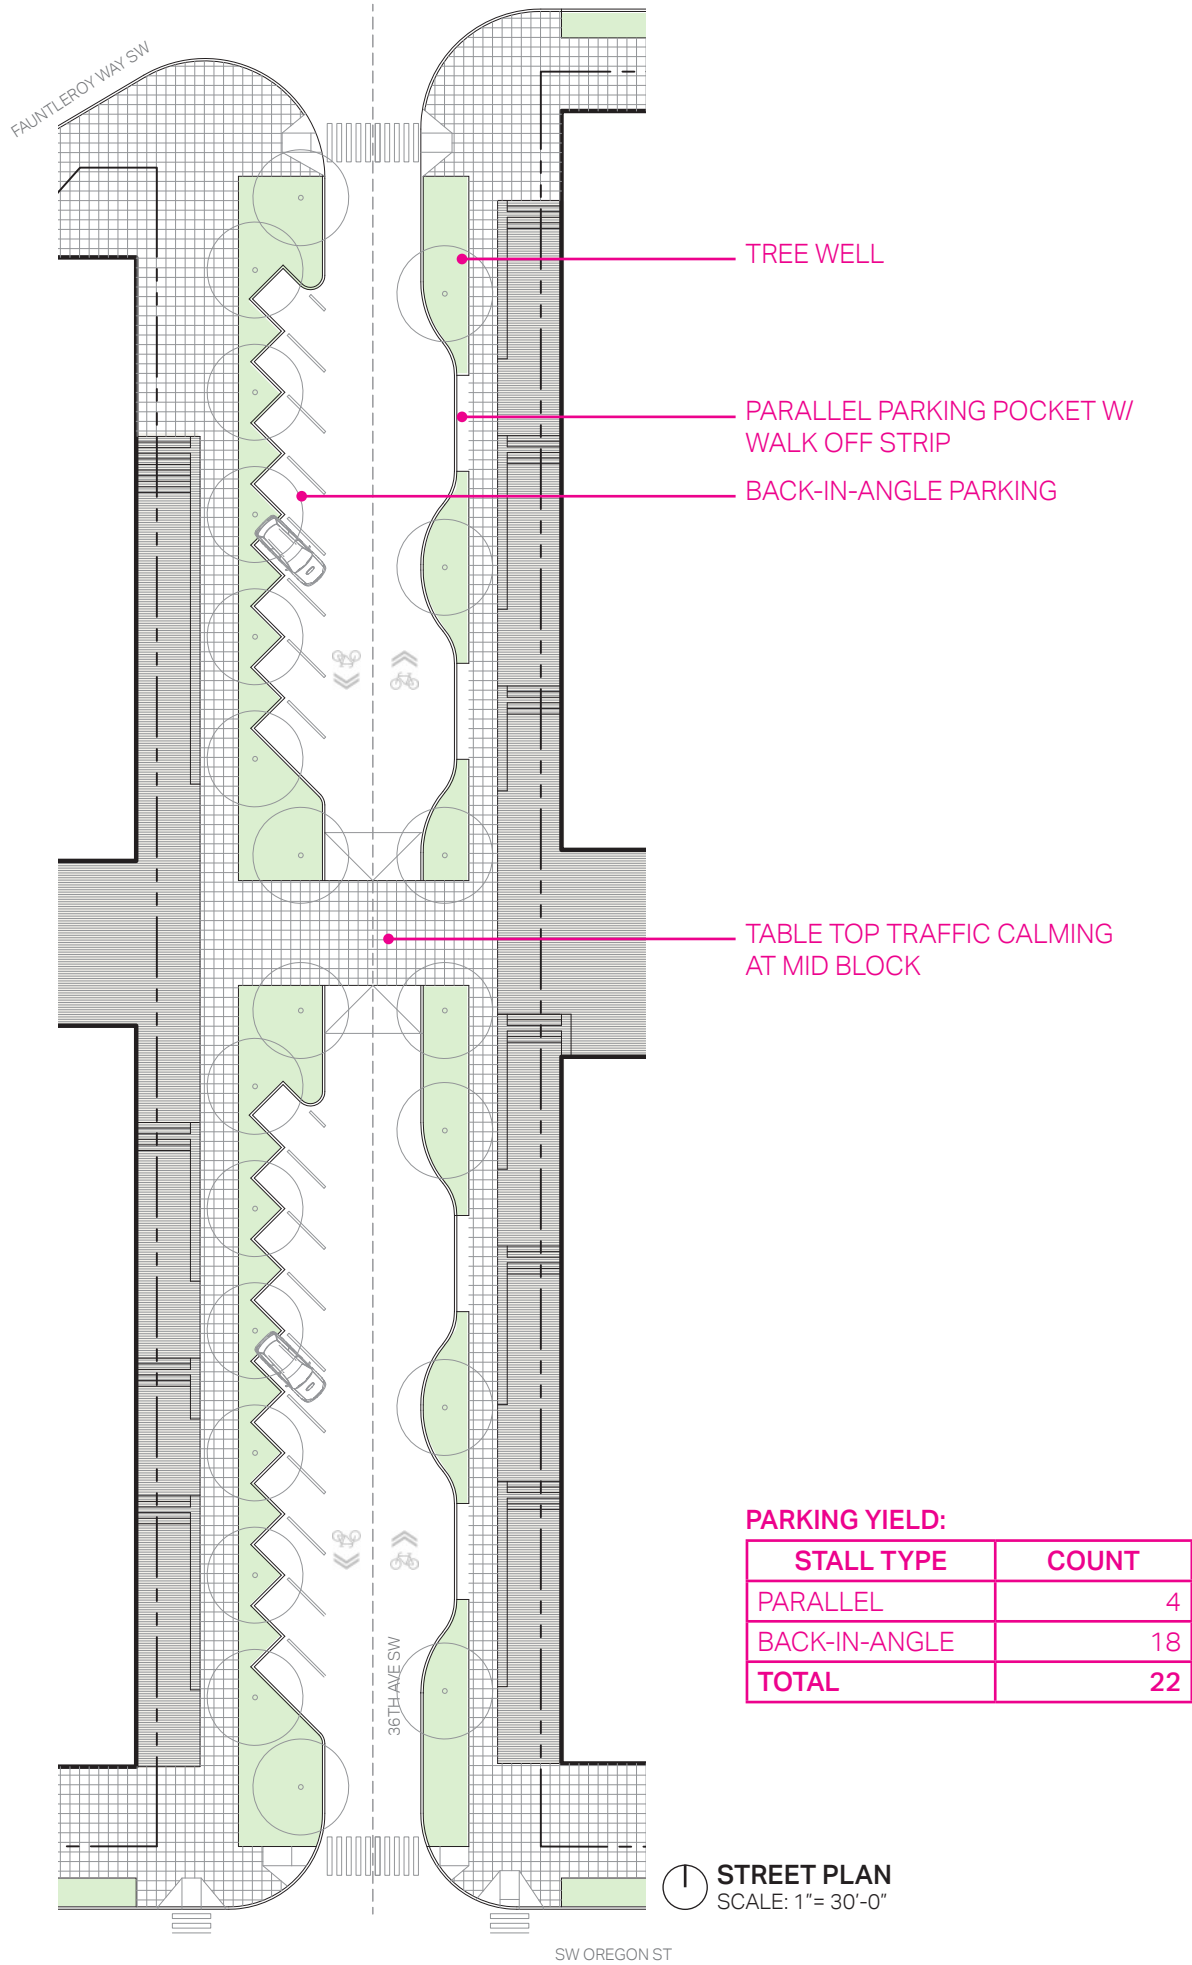 FAUNTLEROY WAY SW
TREE WELL
PARALLEL PARKING POCKET W/
WALK OFF STRIP
BACK-IN-ANGLE PARKING
TABLE TOP TRAFFIC CALMING
AT MID BLOCK
PARKING YIELD:
STALL TYPE COUNT
PARALLEL 4
BACK-IN-ANGLE 18
TOTAL 22
36TH AVE SW
STREET PLAN
SCALE: 1"= 30'-0"
SW OREGON ST